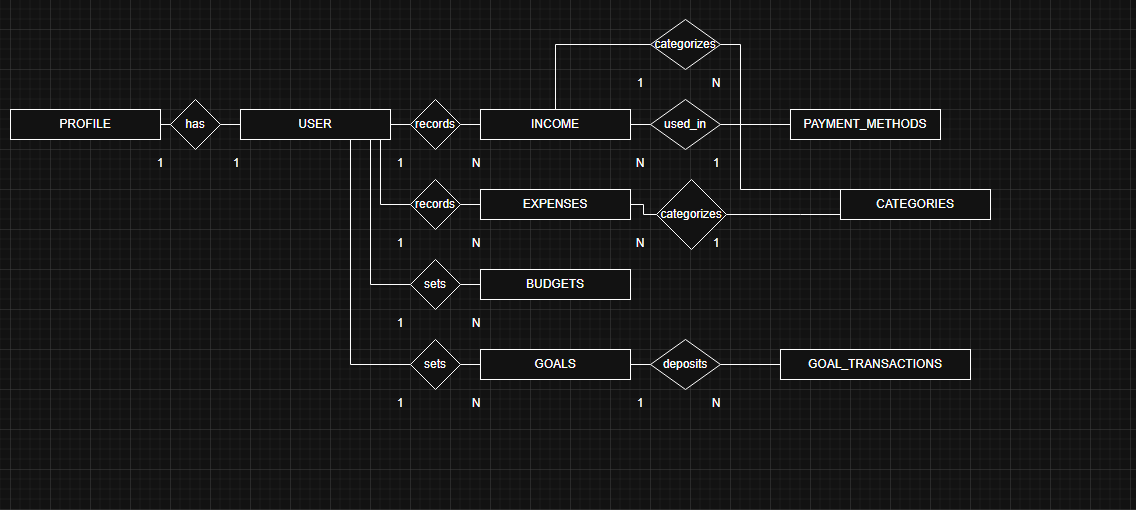 categorizes
1 N
PROFILE has USER records INCOME used_in PAYMENT_METHODS
1 1 1 N N 1
records EXPENSES categorizes CATEGORIES
1 N N 1
sets BUDGETS
1 N
sets GOALS deposits GOAL_TRANSACTIONS
1 N 1 N